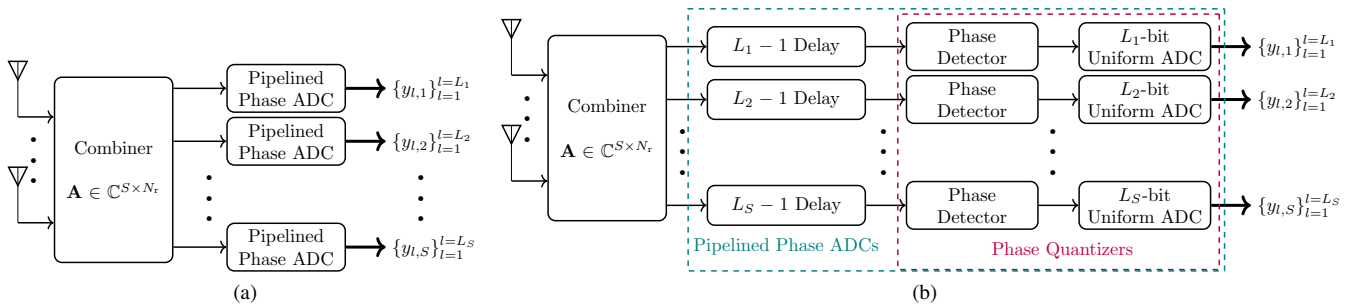 Combiner
A ∈ ℂ^{S×N_r}
Pipelined
Phase ADC
{y_{l,1}}_{l=1}^{l=L_1}
Pipelined
Phase ADC
{y_{l,2}}_{l=1}^{l=L_2}
Pipelined
Phase ADC
{y_{l,S}}_{l=1}^{l=L_S}
(a)
Combiner
A ∈ ℂ^{S×N_r}
L_1 − 1 Delay
Phase
Detector
L_1-bit
Uniform ADC
{y_{l,1}}_{l=1}^{l=L_1}
L_2 − 1 Delay
Phase
Detector
L_2-bit
Uniform ADC
{y_{l,2}}_{l=1}^{l=L_2}
L_S − 1 Delay
Phase
Detector
L_S-bit
Uniform ADC
{y_{l,S}}_{l=1}^{l=L_S}
Pipelined Phase ADCs
Phase Quantizers
(b)